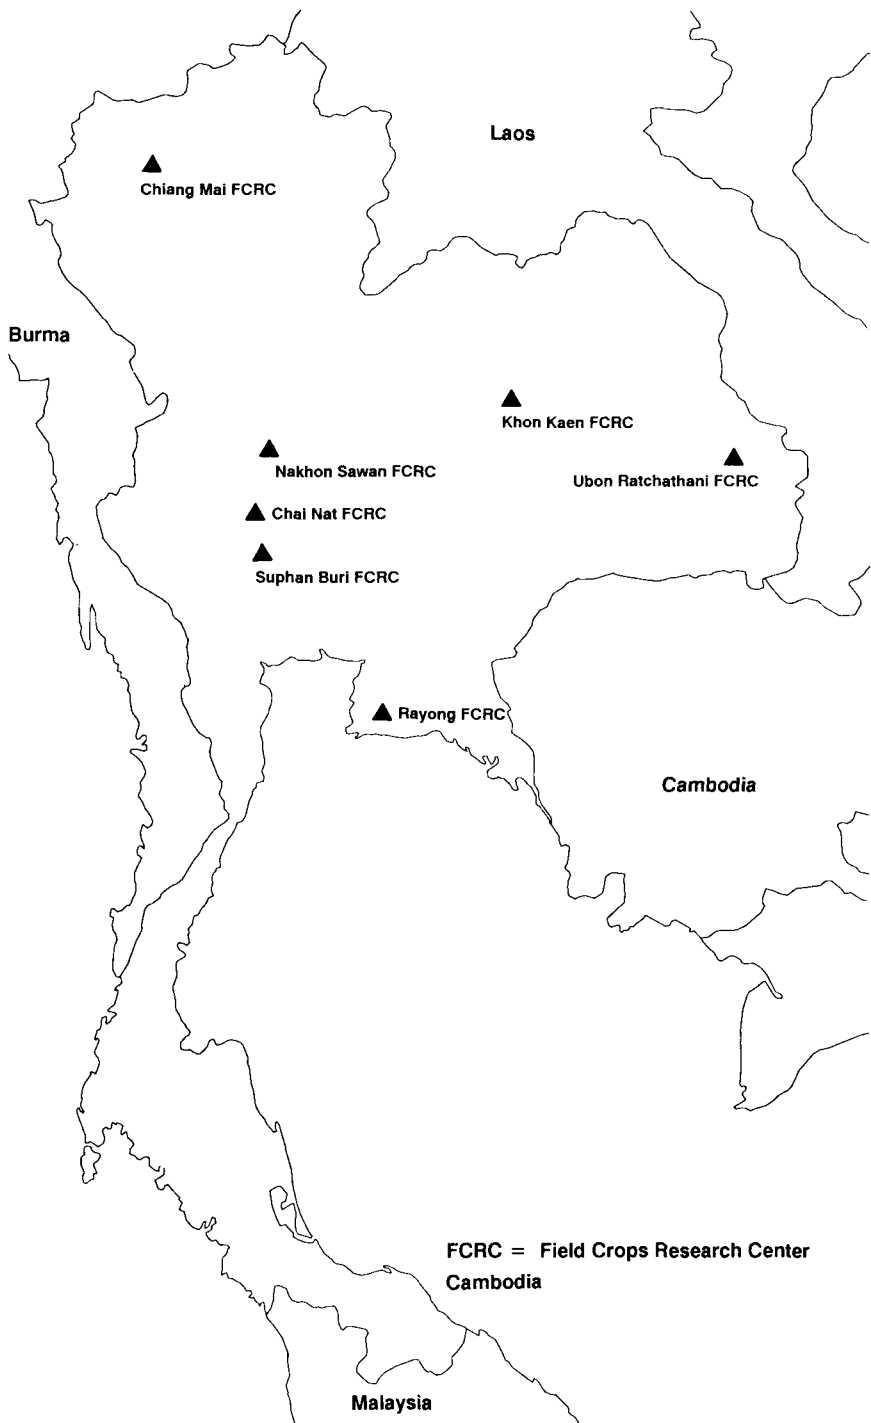 Laos
Chiang Mai FCRC
Burma
Khon Kaen FCRC
Nakhon Sawan FCRC
Ubon Ratchathani FCRC
Chai Nat FCRC
Suphan Buri FCRC
Rayong FCRC
Cambodia
FCRC = Field Crops Research Center
Cambodia
Malaysia